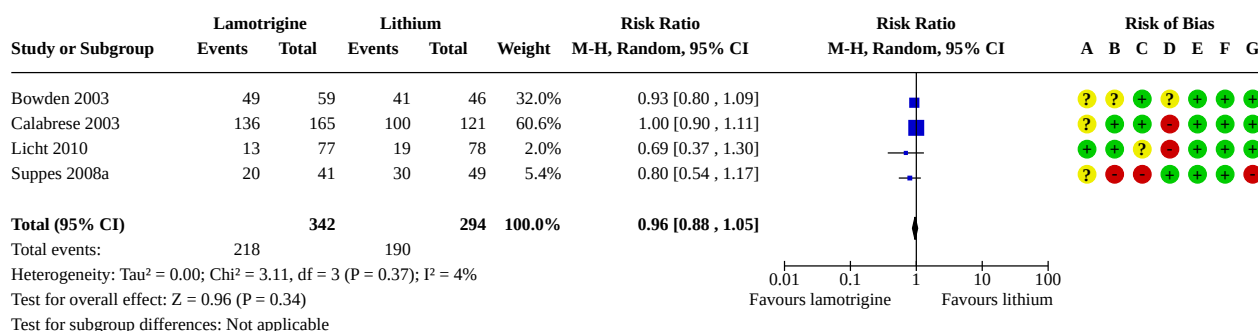 Lamotrigine Lithium Risk Ratio Risk Ratio Risk of Bias
Study or Subgroup Events Total Events Total Weight M-H, Random, 95% CI M-H, Random, 95% CI A B C D E F G
Bowden 2003 49 59 41 46 32.0% 0.93 [0.80 , 1.09] ? ? + ? + + +
Calabrese 2003 136 165 100 121 60.6% 1.00 [0.90 , 1.11] ? + + - + + +
Licht 2010 13 77 19 78 2.0% 0.69 [0.37 , 1.30] + + ? - + + +
Suppes 2008a 20 41 30 49 5.4% 0.80 [0.54 , 1.17] ? - - + + + -
Total (95% CI) 342 294 100.0% 0.96 [0.88 , 1.05]
Total events: 218 190
Heterogeneity: Tau² = 0.00; Chi² = 3.11, df = 3 (P = 0.37); I² = 4%
0.01 0.1 1 10 100
Test for overall effect: Z = 0.96 (P = 0.34)
Favours lamotrigine Favours lithium
Test for subgroup differences: Not applicable